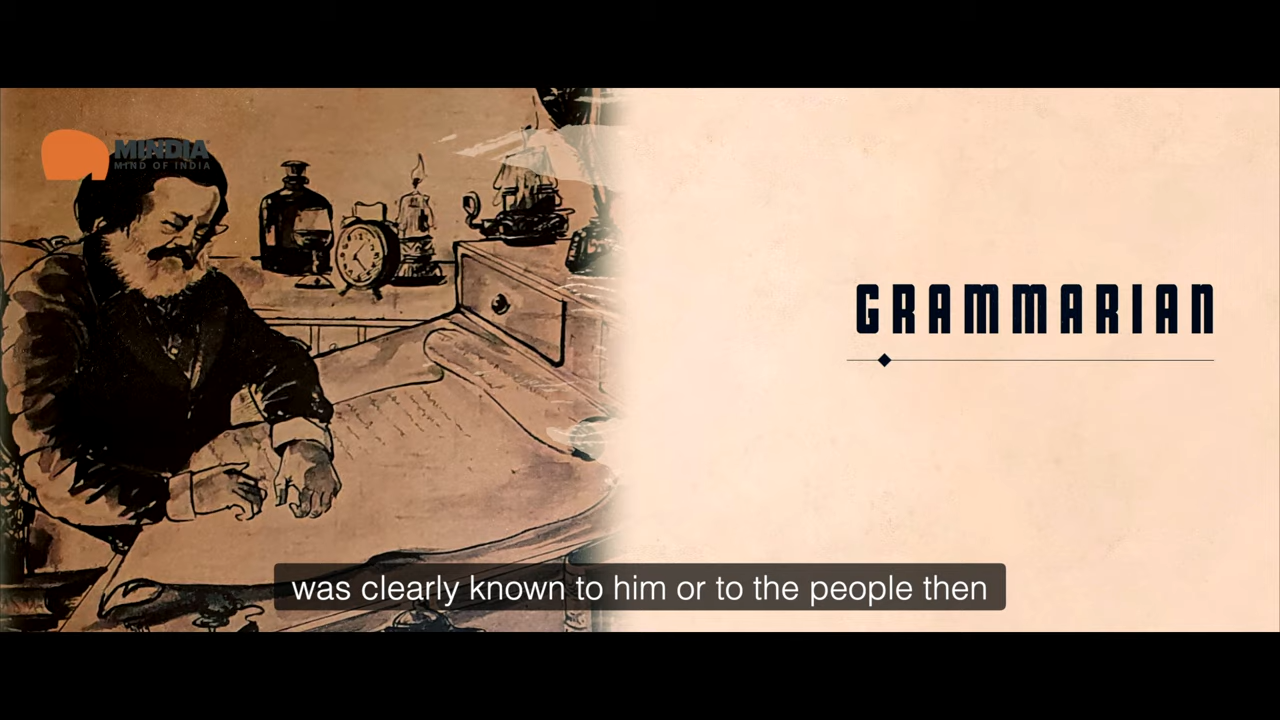 MINDIA
MIND OF INDIA
GRAMMARIAN
was clearly known to him or to the people then